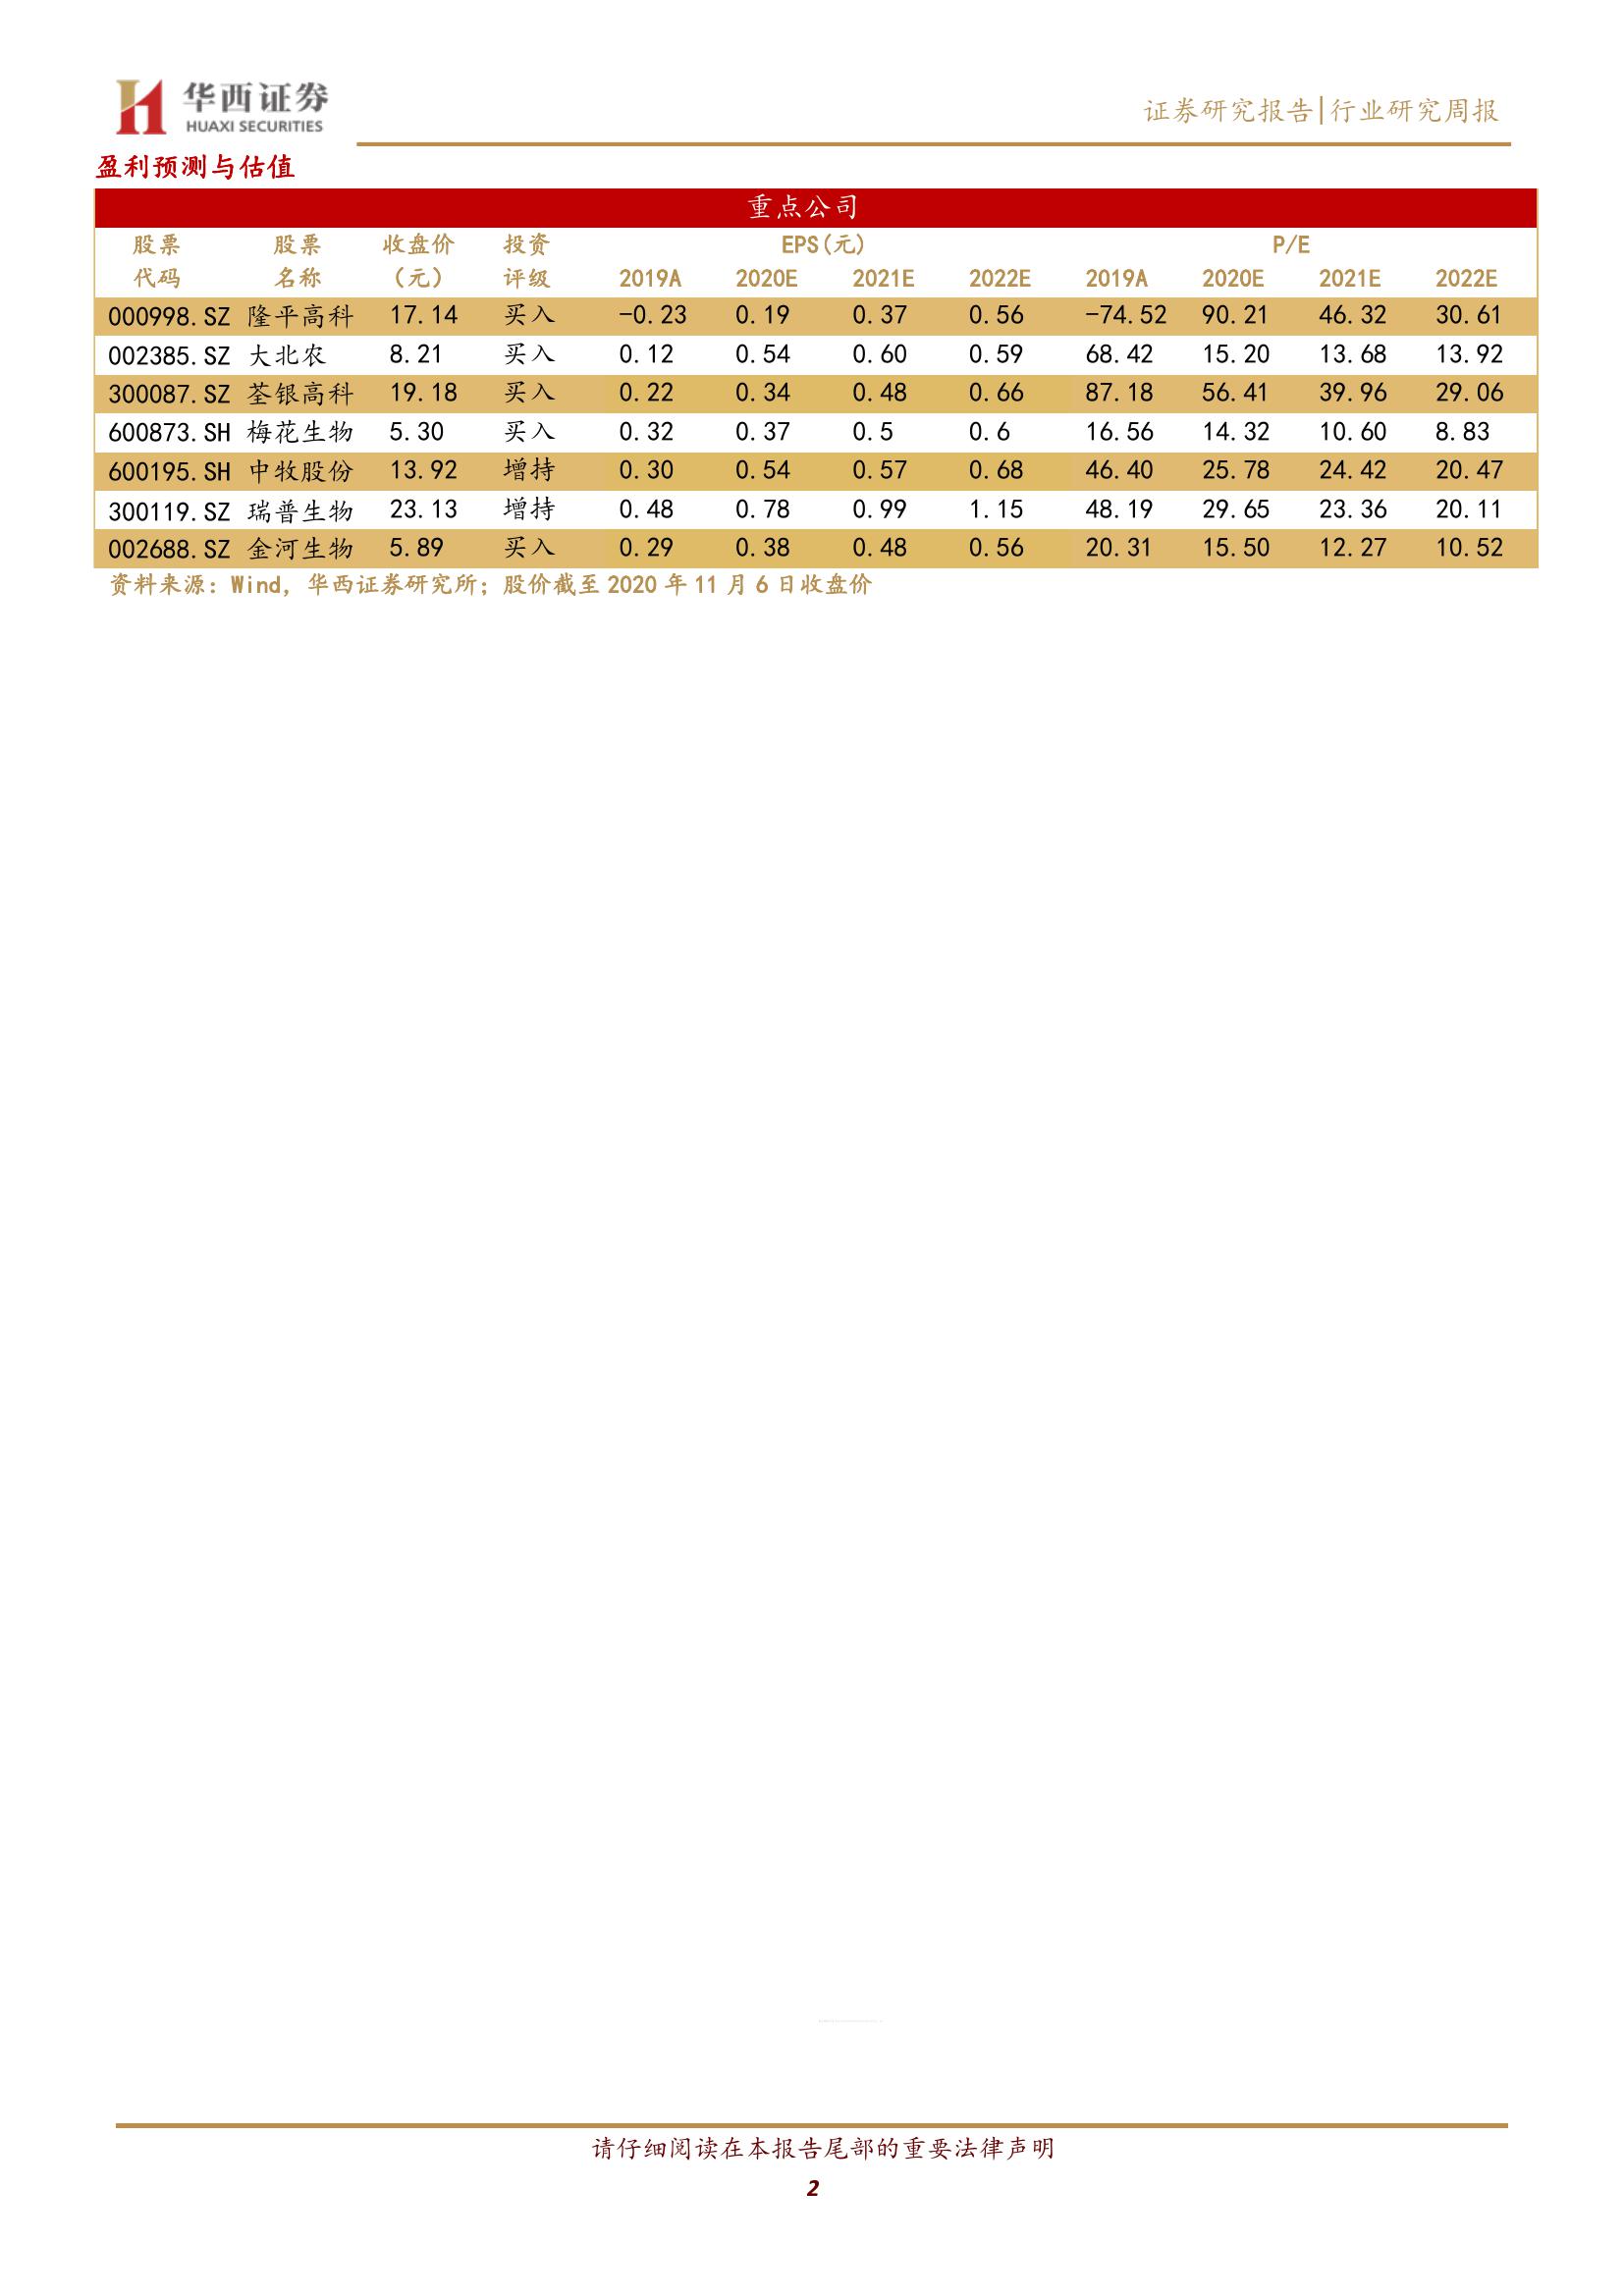 华西证券
HUAXI SECURITIES
证券研究报告|行业研究周报
盈利预测与估值
重点公司
股票 股票 收盘价 投资 EPS(元) P/E
代码 名称 （元） 评级 2019A 2020E 2021E 2022E 2019A 2020E 2021E 2022E
000998.SZ 隆平高科 17.14 买入 -0.23 0.19 0.37 0.56 -74.52 90.21 46.32 30.61
002385.SZ 大北农 8.21 买入 0.12 0.54 0.60 0.59 68.42 15.20 13.68 13.92
300087.SZ 荃银高科 19.18 买入 0.22 0.34 0.48 0.66 87.18 56.41 39.96 29.06
600873.SH 梅花生物 5.30 买入 0.32 0.37 0.5 0.6 16.56 14.32 10.60 8.83
600195.SH 中牧股份 13.92 增持 0.30 0.54 0.57 0.68 46.40 25.78 24.42 20.47
300119.SZ 瑞普生物 23.13 增持 0.48 0.78 0.99 1.15 48.19 29.65 23.36 20.11
002688.SZ 金河生物 5.89 买入 0.29 0.38 0.48 0.56 20.31 15.50 12.27 10.52
资料来源：Wind，华西证券研究所；股价截至 2020 年 11 月 6 日收盘价
请仔细阅读在本报告尾部的重要法律声明
2